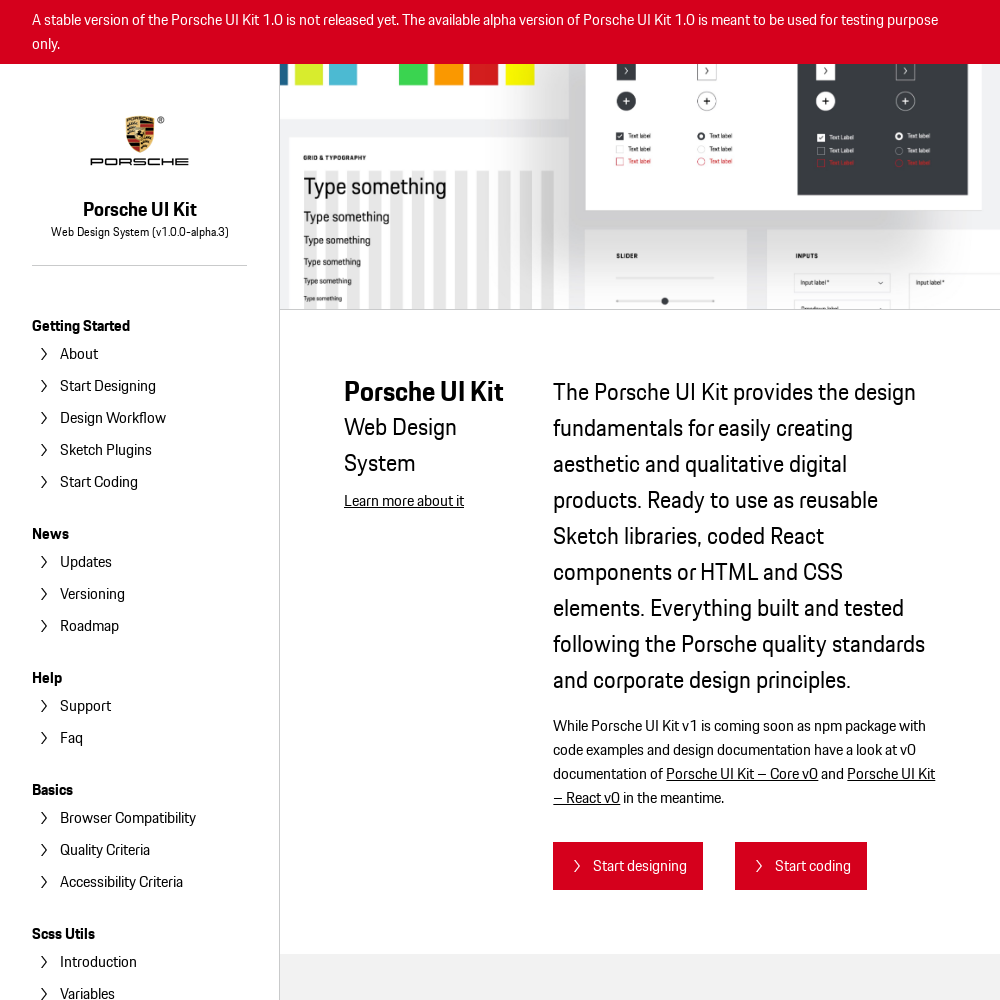 A stable version of the Porsche UI Kit 1.0 is not released yet. The available alpha version of Porsche UI Kit 1.0 is meant to be used for testing purpose
only.
PORSCHE
®
PORSCHE
Porsche UI Kit
Web Design System (v1.0.0-alpha.3)
Getting Started
About
Start Designing
Design Workflow
Sketch Plugins
Start Coding
News
Updates
Versioning
Roadmap
Help
Support
Faq
Basics
Browser Compatibility
Quality Criteria
Accessibility Criteria
Scss Utils
Introduction
Variables
GRID & TYPOGRAPHY
Type something
Type something
Type something
Type something
Type something
Type something
Text label
Text label
Text label
Text label
Text label
Text label
Text Label
Text Label
Text Label
Text label
Text label
Text label
SLIDER
INPUTS
Input label*
Input label*
Porsche UI Kit
Web Design
System
Learn more about it
The Porsche UI Kit provides the design
fundamentals for easily creating
aesthetic and qualitative digital
products. Ready to use as reusable
Sketch libraries, coded React
components or HTML and CSS
elements. Everything built and tested
following the Porsche quality standards
and corporate design principles.
While Porsche UI Kit v1 is coming soon as npm package with
code examples and design documentation have a look at v0
documentation of Porsche UI Kit – Core v0 and Porsche UI Kit
– React v0 in the meantime.
Start designing
Start coding